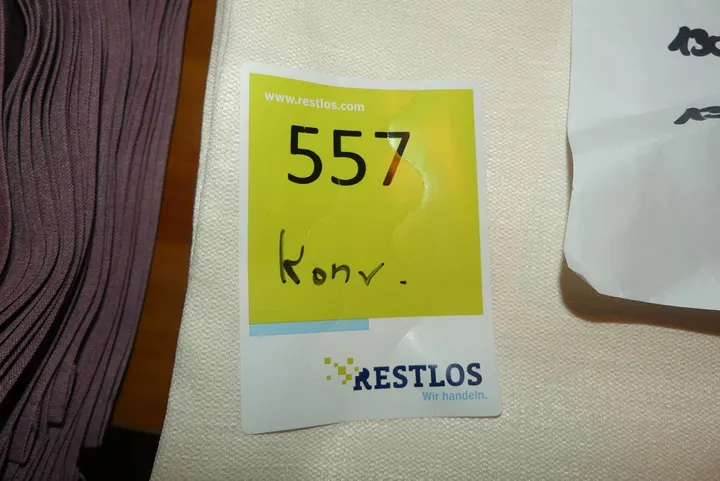 www.restlos.com
557
Konv.
RESTLOS
Wir handeln.